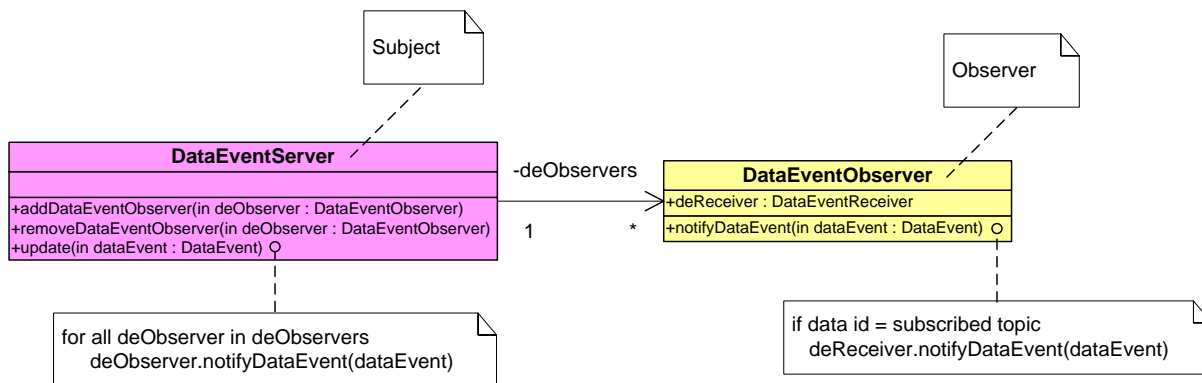 Subject
Observer
DataEventServer
+addDataEventObserver(in deObserver : DataEventObserver)
+removeDataEventObserver(in deObserver : DataEventObserver)
+update(in dataEvent : DataEvent)
-deObservers
1
*
DataEventObserver
+deReceiver : DataEventReceiver
+notifyDataEvent(in dataEvent : DataEvent)
for all deObserver in deObservers
deObserver.notifyDataEvent(dataEvent)
if data id = subscribed topic
deReceiver.notifyDataEvent(dataEvent)